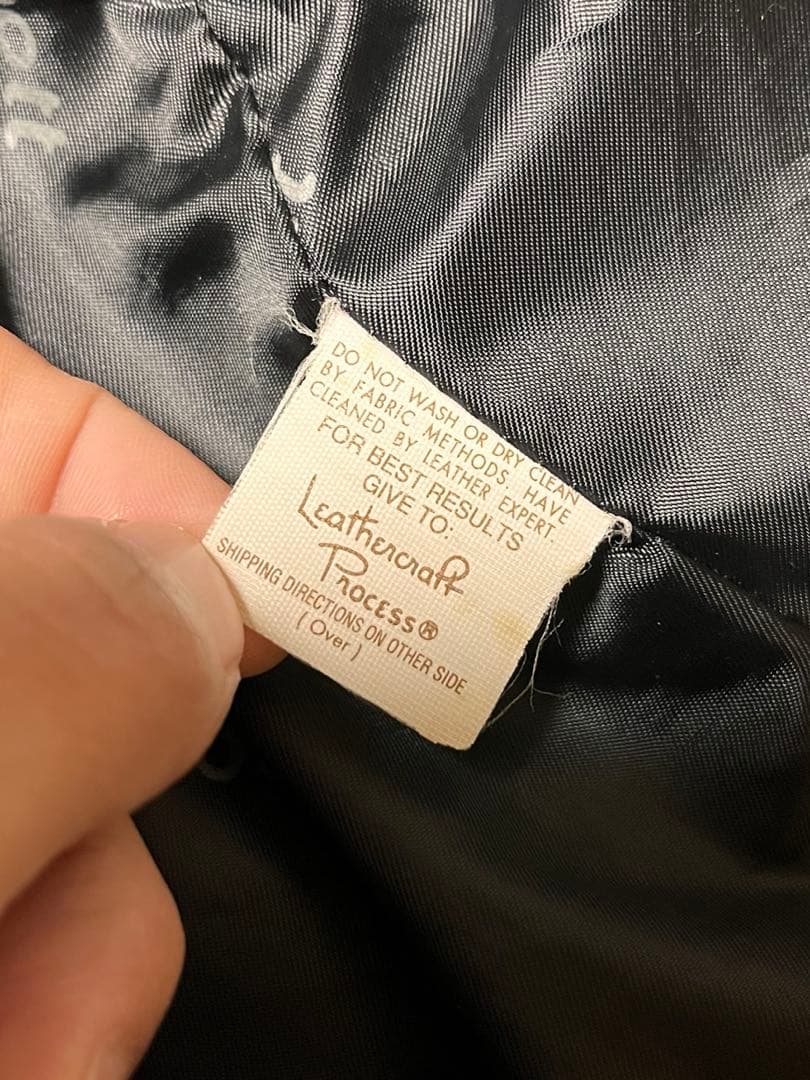 DO NOT WASH OR DRY CLEAN
BY FABRIC METHODS, HAVE
CLEANED BY LEATHER EXPERT.
FOR BEST RESULTS
GIVE TO:
Leathercraft
Process®
SHIPPING DIRECTIONS ON OTHER SIDE
( Over )